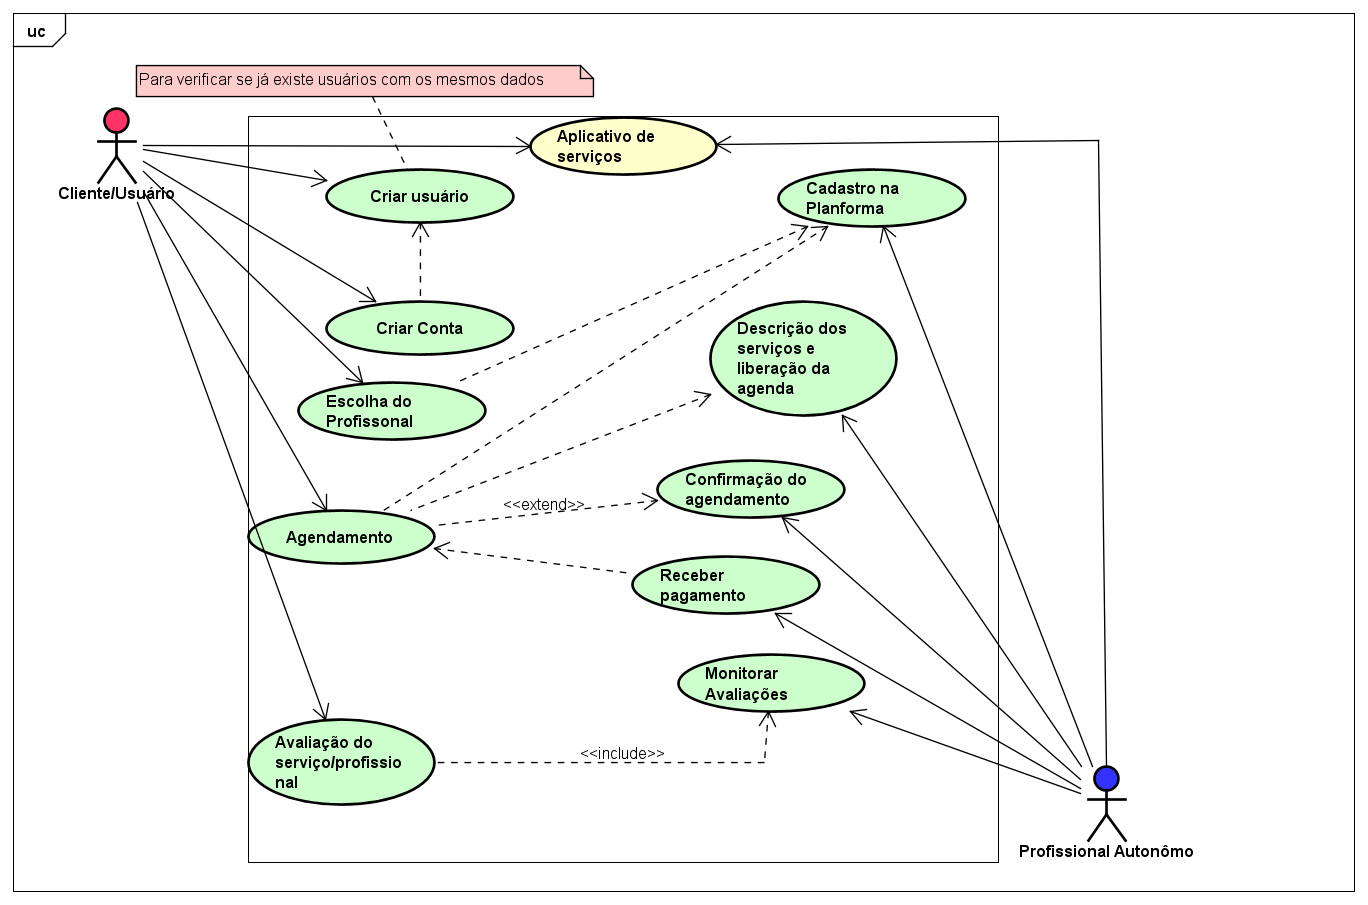 uc
Para verificar se já existe usuários com os mesmos dados
Aplicativo de
serviços
Cliente/Usuário
Criar usuário
Cadastro na
Planforma
Criar Conta
Descrição dos
serviços e
liberação da
agenda
Escolha do
Profissonal
Confirmação do
agendamento
<<extend>>
Agendamento
Receber
pagamento
Monitorar
Avaliações
Avaliação do
serviço/profissio
nal
<<include>>
Profissional Autonômo